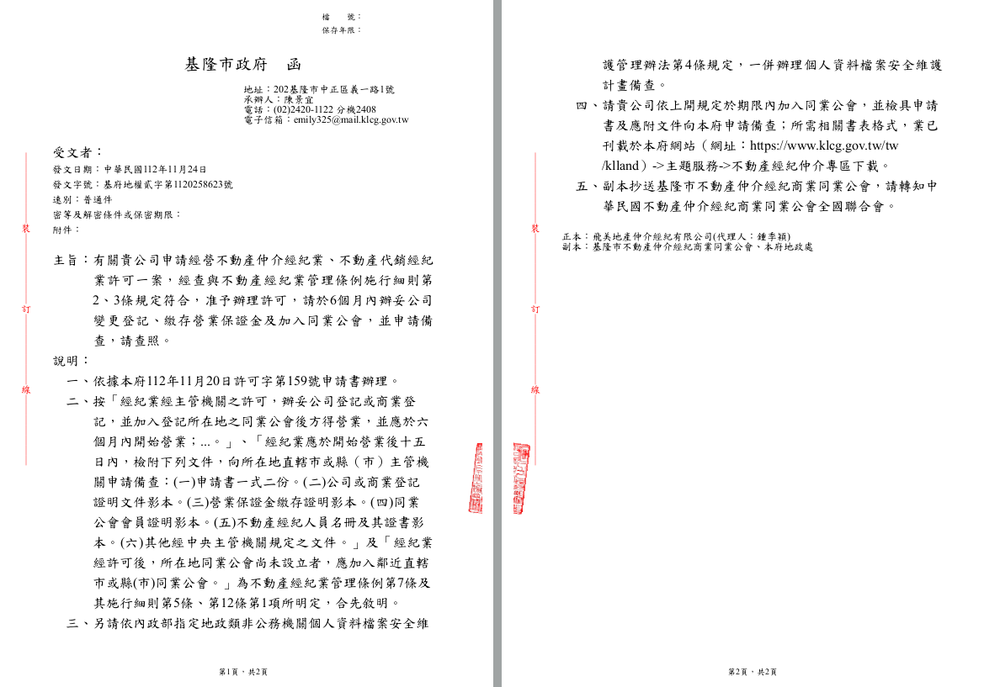 檔　　號：
保存年限：
基隆市政府　函
地址：202基隆市中正區義一路1號
承辦人：陳景宜
電話：(02)2420-1122 分機2408
電子信箱：emily325@mail.klcg.gov.tw
受文者：
發文日期：中華民國112年11月24日
發文字號：基府地權貳字第1120258623號
速別：普通件
密等及解密條件或保密期限：
附件：
主旨：有關貴公司申請經營不動產仲介經紀業、不動產代銷經紀
業許可一案，經查與不動產經紀業管理條例施行細則第
2、3條規定符合，准予辦理許可，請於6個月內辦妥公司
變更登記、繳存營業保證金及加入同業公會，並申請備
查，請查照。
說明：
一、依據本府112年11月20日許可字第159號申請書辦理。
二、按「經紀業經主管機關之許可，辦妥公司登記或商業登
記，並加入登記所在地之同業公會後方得營業，並應於六
個月內開始營業；...。」、「經紀業應於開始營業後十五
日內，檢附下列文件，向所在地直轄市或縣（市）主管機
關申請備查：(一)申請書一式二份。(二)公司或商業登記
證明文件影本。(三)營業保證金繳存證明影本。(四)同業
公會會員證明影本。(五)不動產經紀人員名冊及其證書影
本。(六)其他經中央主管機關規定之文件。」及「經紀業
經許可後，所在地同業公會尚未設立者，應加入鄰近直轄
市或縣(市)同業公會。」為不動產經紀業管理條例第7條及
其施行細則第5條、第12條第1項所明定，合先敘明。
三、另請依內政部指定地政類非公務機關個人資料檔案安全維
裝
訂
線
第1頁，共2頁
護管理辦法第4條規定，一併辦理個人資料檔案安全維護
計畫備查。
四、請貴公司依上開規定於期限內加入同業公會，並檢具申請
書及應附文件向本府申請備查；所需相關書表格式，業已
刊載於本府網站（網址：https://www.klcg.gov.tw/tw
/klland）->主題服務->不動產經紀仲介專區下載。
五、副本抄送基隆市不動產仲介經紀商業同業公會，請轉知中
華民國不動產仲介經紀商業同業公會全國聯合會。
正本：飛美地產仲介經紀有限公司(代理人：鍾季穎)
副本：基隆市不動產仲介經紀商業同業公會、本府地政處
裝
訂
線
第2頁，共2頁